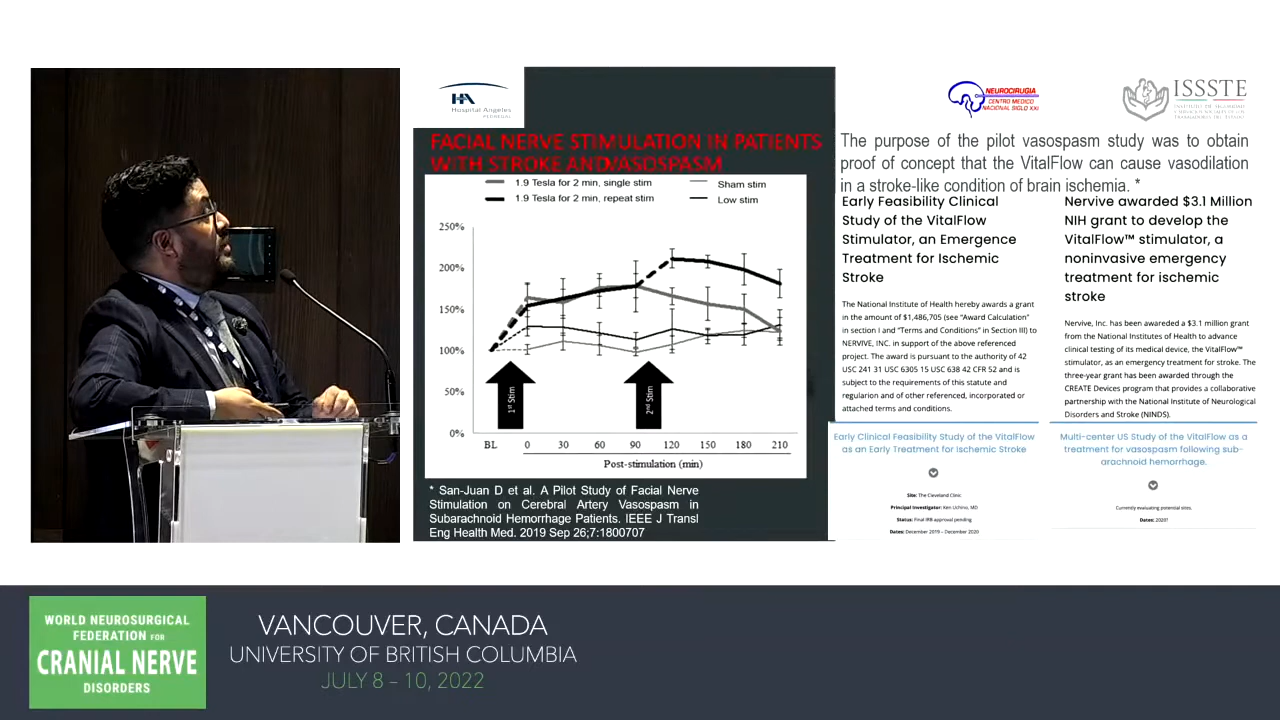 HA
Hospital Angeles
PEDREGAL
NEUROCIRUGIA
CENTRO MEDICO
NACIONAL SIGLO XXI
ISSSTE
FACIAL NERVE STIMULATION IN PATIENTS
WITH STROKE AND VASOSPASM
1.9 Tesla for 2 min, single stim
Sham stim
1.9 Tesla for 2 min, repeat stim
Low stim
250%
200%
150%
100%
50%
0%
1st Stim
2nd Stim
BL 0 30 60 90 120 150 180 210
Post-stimulation (min)
* San-Juan D et al. A Pilot Study of Facial Nerve
Stimulation on Cerebral Artery Vasospasm in
Subarachnoid Hemorrhage Patients. IEEE J Transl
Eng Health Med. 2019 Sep 26;7:1800707
The purpose of the pilot vasospasm study was to obtain
proof of concept that the VitalFlow can cause vasodilation
in a stroke-like condition of brain ischemia. *
Early Feasibility Clinical
Study of the VitalFlow
Stimulator, an Emergence
Treatment for Ischemic
Stroke
The National Institute of Health hereby awards a grant
in the amount of $1,486,705 (see "Award Calculation"
in section I and "Terms and Conditions" in Section III) to
NERVIVE, INC. in support of the above referenced
project. The award is pursuant to the authority of 42
USC 241 31 USC 6305 15 USC 638 42 CFR 52 and is
subject to the requirements of this statute and
regularion and of other referenced, incorporated or
attached terms and conditions.
Early Clinical Feasibility Study of the VitalFlow
as an Early Treatment for Ischemic Stroke
Site: The Cleveland Clinic
Principal Investigator: Ken Uchino, MD
Status: Final IRB approval pending
Dates: December 2019 – December 2020
Nervive awarded $3.1 Million
NIH grant to develop the
VitalFlow™ stimulator, a
noninvasive emergency
treatment for ischemic
stroke
Nervive, Inc. has been awareded a $3.1 million grant
from the National Institutes of Health to advance
clinical testing of its medical device, the VitalFlow™
stimulator, as an emergency treatment for stroke. The
three-year grant has been awarded through the
CREATE Devices program that provides a collaborative
partnership with the National Institute of Neurological
Disorders and Stroke (NINDS).
Multi-center US Study of the VitalFlow as a
treatment for vasospasm following sub-
arachnoid hemorrhage.
Currently evaluating potential sites.
Dates: 2020?
WORLD NEUROSURGICAL
FEDERATION FOR
CRANIAL NERVE
DISORDERS
VANCOUVER, CANADA
UNIVERSITY OF BRITISH COLUMBIA
JULY 8 – 10, 2022